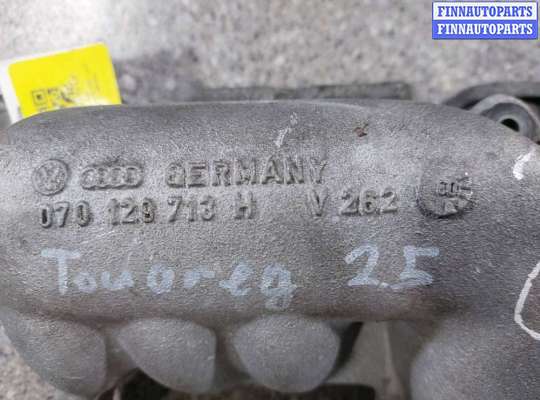 FINNAUTOPARTS
FINNAUTOPARTS
GERMANY
070 129 713 H V 262
Touareg 2.5